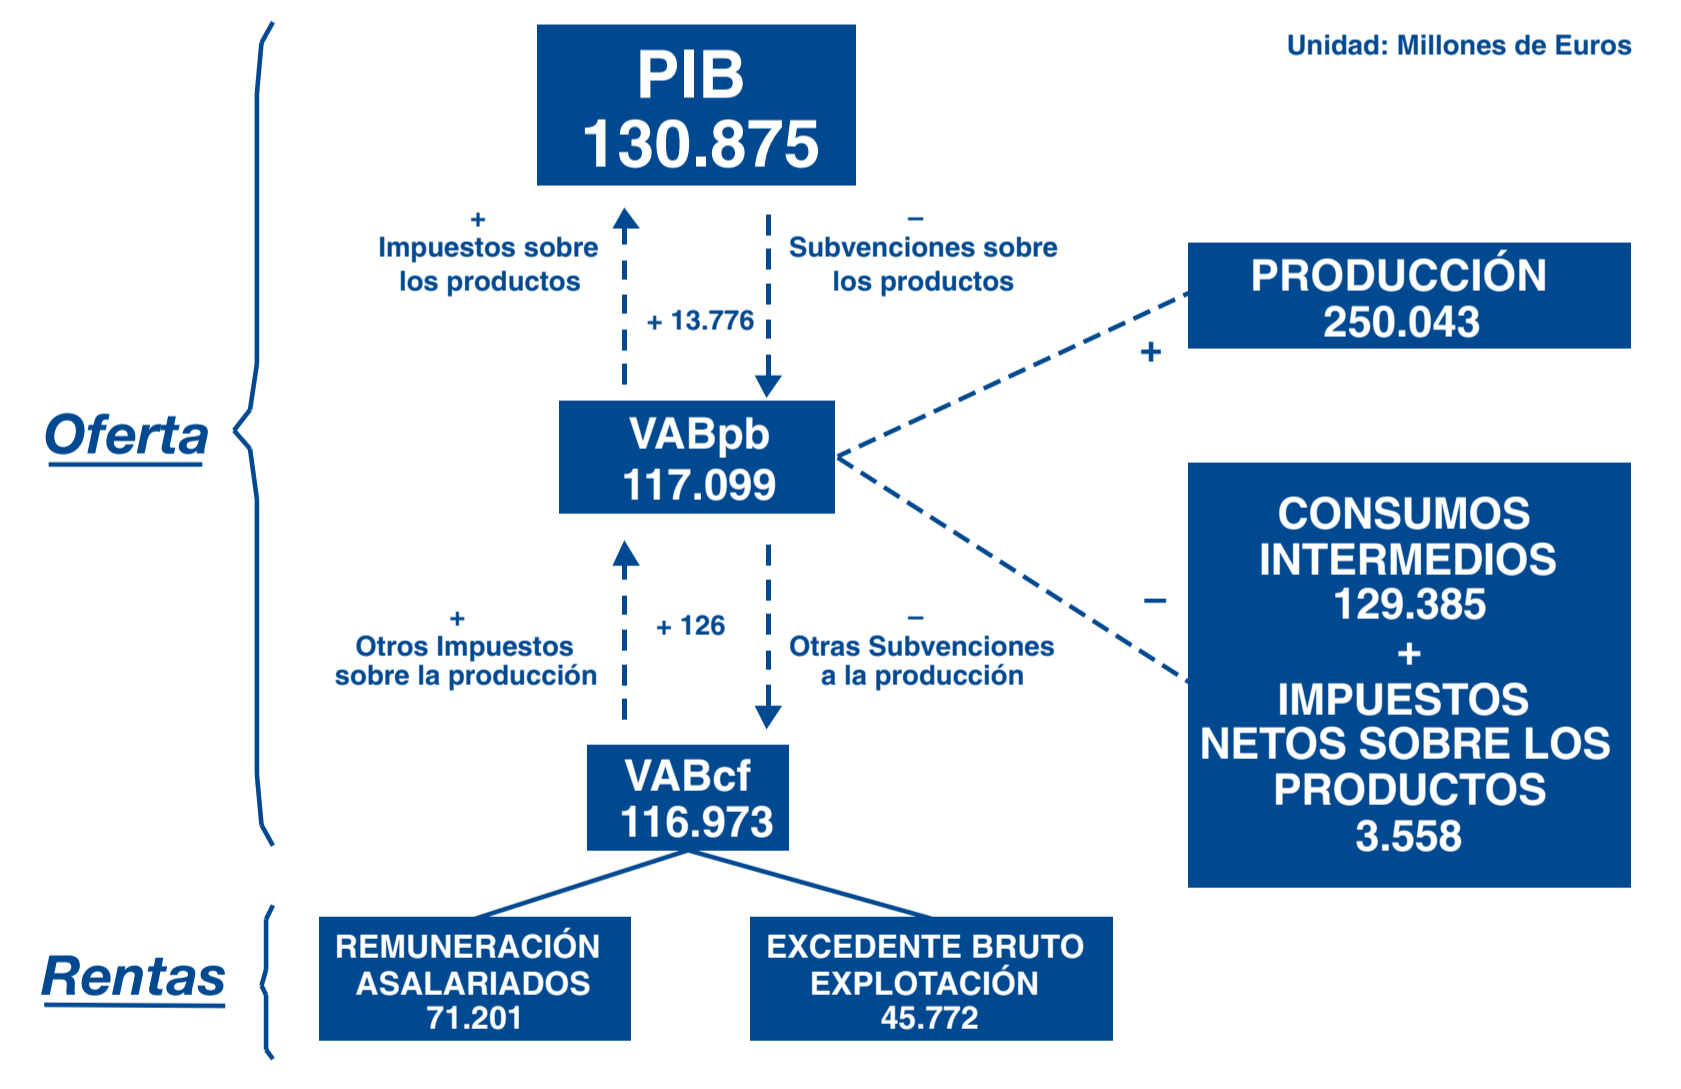 Unidad: Millones de Euros
PIB
130.875
+
Impuestos sobre
los productos
–
Subvenciones sobre
los productos
+ 13.776
PRODUCCIÓN
250.043
+
Oferta
VABpb
117.099
CONSUMOS
INTERMEDIOS
129.385
+
IMPUESTOS
NETOS SOBRE LOS
PRODUCTOS
3.558
–
+
Otros Impuestos
sobre la producción
+ 126
–
Otras Subvenciones
a la producción
VABcf
116.973
Rentas
REMUNERACIÓN
ASALARIADOS
71.201
EXCEDENTE BRUTO
EXPLOTACIÓN
45.772